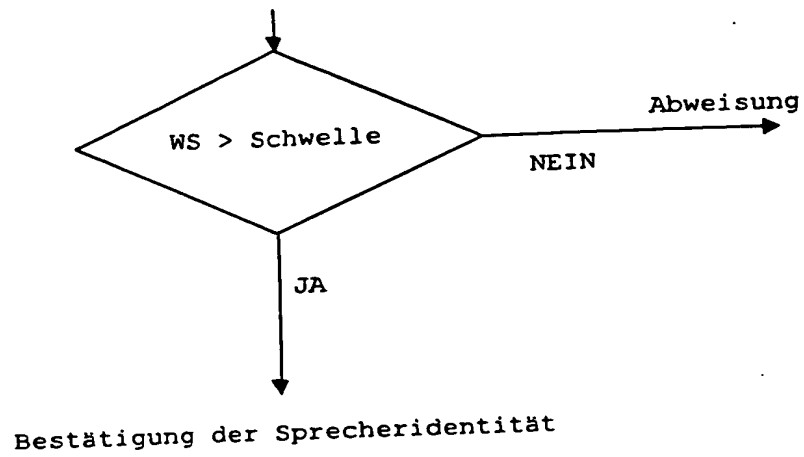 Abweisung
WS > Schwelle
NEIN
JA
Bestätigung der Sprecheridentität